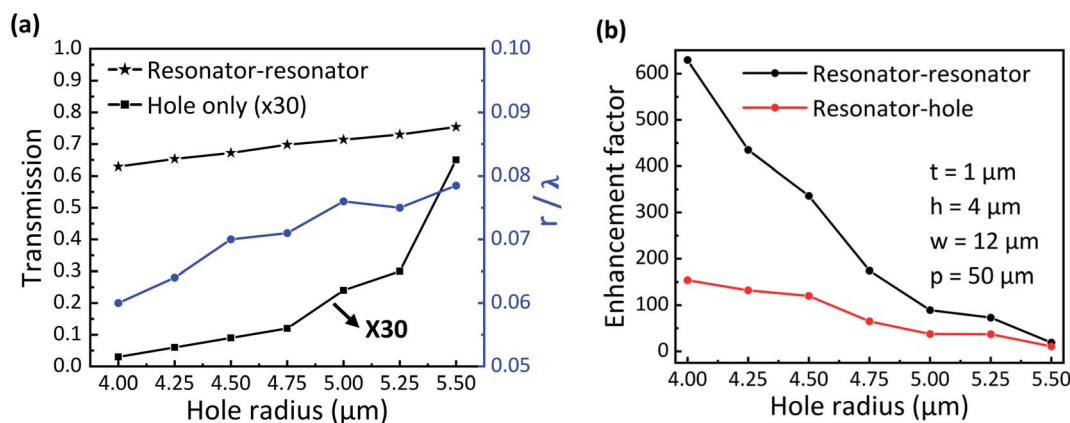 (a)
1.0
0.9
0.8
0.7
0.6
0.5
0.4
0.3
0.2
0.1
0.0
Transmission
Resonator-resonator
Hole only (x30)
X30
0.10
0.09
0.08
0.07
0.06
0.05
r / λ
4.00 4.25 4.50 4.75 5.00 5.25 5.50
Hole radius (μm)
(b)
600
500
400
300
200
100
0
Enhancement factor
Resonator-resonator
Resonator-hole
t = 1 μm
h = 4 μm
w = 12 μm
p = 50 μm
4.00 4.25 4.50 4.75 5.00 5.25 5.50
Hole radius (μm)